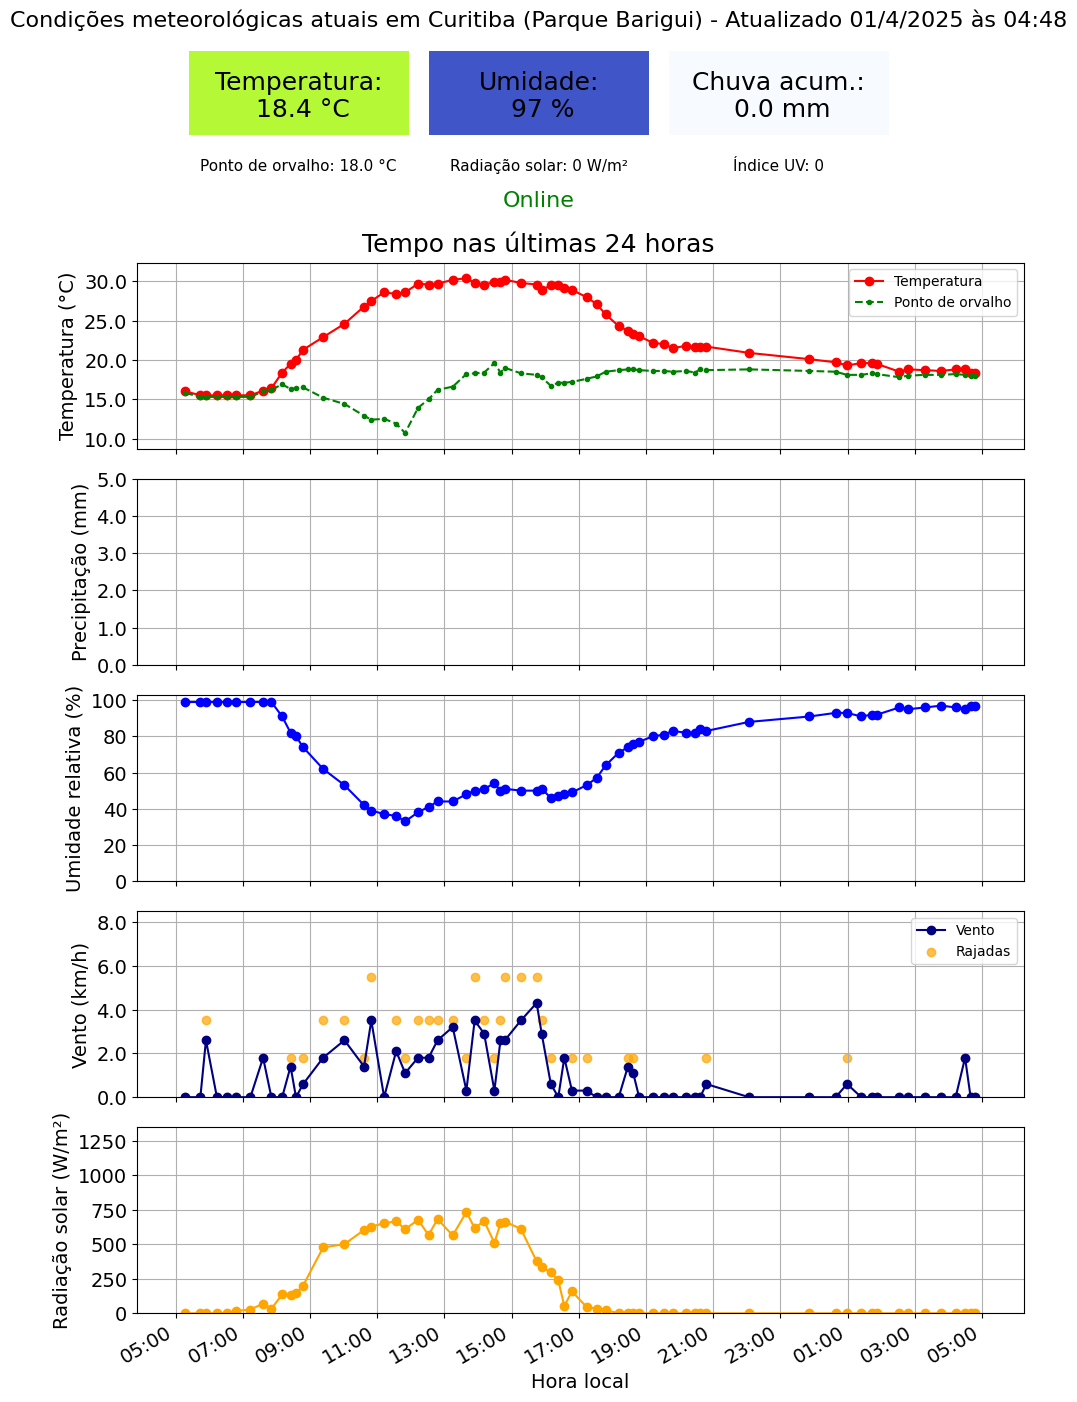 Condições meteorológicas atuais em Curitiba (Parque Barigui) - Atualizado 01/4/2025 às 04:48
Temperatura:
18.4 °C
Umidade:
97 %
Chuva acum.:
0.0 mm
Ponto de orvalho: 18.0 °C
Radiação solar: 0 W/m²
Índice UV: 0
Online
Tempo nas últimas 24 horas
Temperatura (°C)
30.0
25.0
20.0
15.0
10.0
Temperatura
Ponto de orvalho
Precipitação (mm)
5.0
4.0
3.0
2.0
1.0
0.0
Umidade relativa (%)
100
80
60
40
20
0
Vento (km/h)
8.0
6.0
4.0
2.0
0.0
Vento
Rajadas
Radiação solar (W/m²)
1250
1000
750
500
250
0
05:00
07:00
09:00
11:00
13:00
15:00
17:00
19:00
21:00
23:00
01:00
03:00
05:00
Hora local